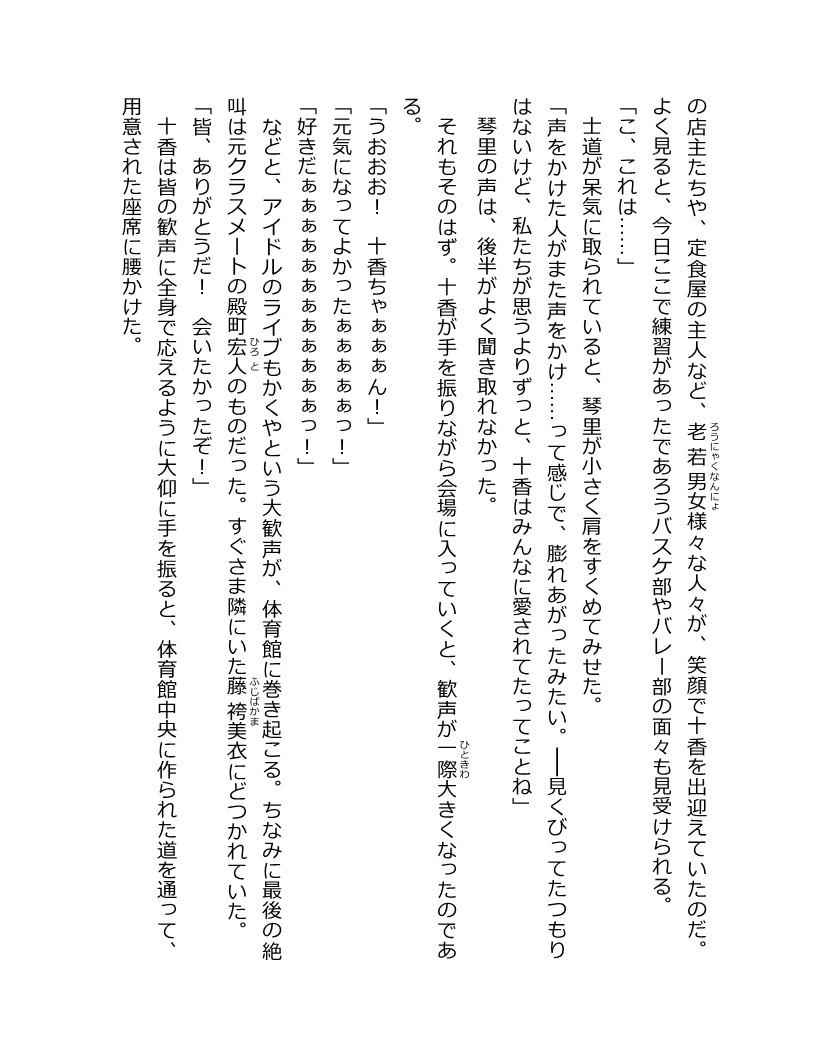 の店主たちや、定食屋の主人など、老若男女様々な人々が、笑顔で十香を出迎えていたのだ。
よく見ると、今日ここで練習があったであろうバスケ部やバレー部の面々も見受けられる。
「こ、これは……」
士道が呆気に取られていると、琴里が小さく肩をすくめてみせた。
「声をかけた人がまた声をかけ……って感じで、膨れあがったみたい。――見くびってたつもり
はないけど、私たちが思うよりずっと、十香はみんなに愛されてたってことね」
琴里の声は、後半がよく聞き取れなかった。
それもそのはず。十香が手を振りながら会場に入っていくと、歓声が一際大きくなったのであ
る。
「うおおお！　十香ちゃぁぁぁん！」
「元気になってよかったぁぁぁぁぁっ！」
「好きだぁぁぁぁぁぁぁぁぁぁぁぁっ！」
などと、アイドルのライブもかくやという大歓声が、体育館に巻き起こる。ちなみに最後の絶
叫は元クラスメートの殿町宏人のものだった。すぐさま隣にいた藤袴美衣にどつかれていた。
「皆、ありがとうだ！　会いたかったぞ！」
十香は皆の歓声に全身で応えるように大仰に手を振ると、体育館中央に作られた道を通って、
用意された座席に腰かけた。